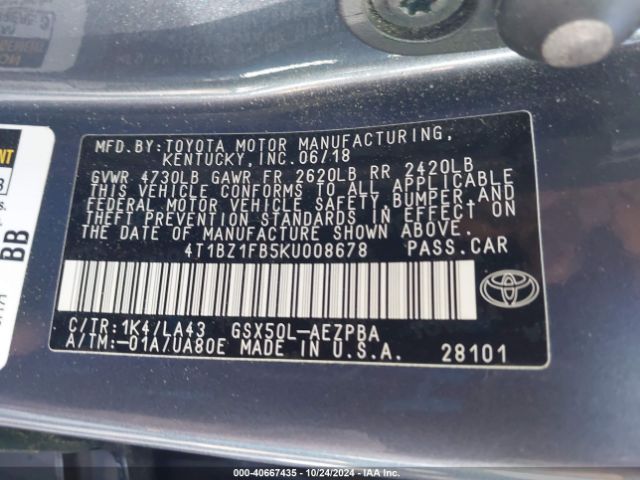 MFD.BY:TOYOTA MOTOR MANUFACTURING,
KENTUCKY,INC.06/18
GVWR 4730LB GAWR FR 2620LB RR 2420LB
THIS VEHICLE CONFORMS TO ALL APPLICABLE
FEDERAL MOTOR VEHICLE SAFETY,BUMPER,AND
THEFT PREVENTION STANDARDS IN EFFECT ON
THE DATE OF MANUFACTURE SHOWN ABOVE.
4T1BZ1FB5KU008678 PASS.CAR
C/TR:1K4/LA43 GSX50L-AEZPBA
A/TM:-01A/UA80E MADE IN U.S.A. 28101
BB
000-40667435 - 10/24/2024 - IAA Inc.